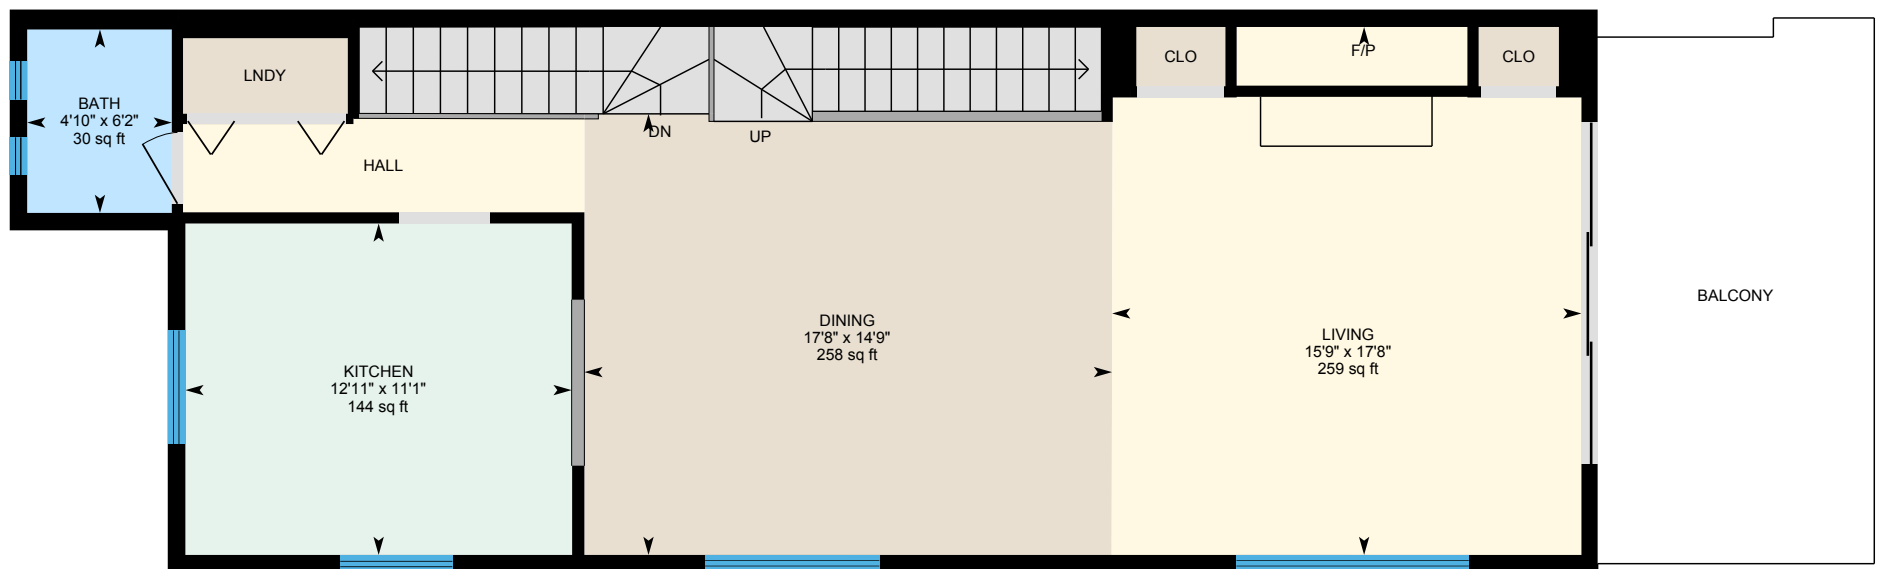 BATH
4'10" x 6'2"
30 sq ft
LNDY
HALL
DN
UP
CLO
F/P
CLO
KITCHEN
12'11" x 11'1"
144 sq ft
DINING
17'8" x 14'9"
258 sq ft
LIVING
15'9" x 17'8"
259 sq ft
BALCONY